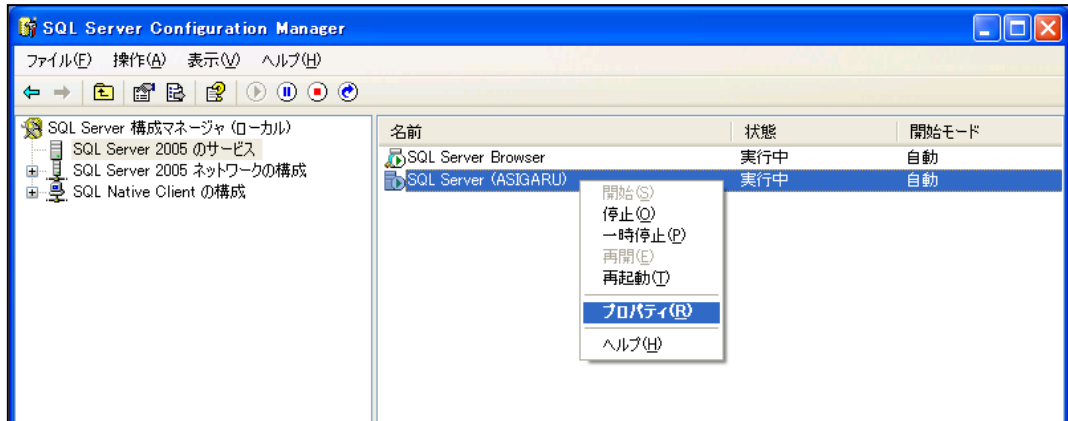 SQL Server Configuration Manager
ファイル(F) 操作(A) 表示(V) ヘルプ(H)
SQL Server 構成マネージャ (ローカル)
SQL Server 2005 のサービス
SQL Server 2005 ネットワークの構成
SQL Native Client の構成
名前 状態 開始モード
SQL Server Browser 実行中 自動
SQL Server (ASIGARU) 実行中 自動
開始(S)
停止(O)
一時停止(P)
再開(E)
再起動(T)
プロパティ(R)
ヘルプ(H)